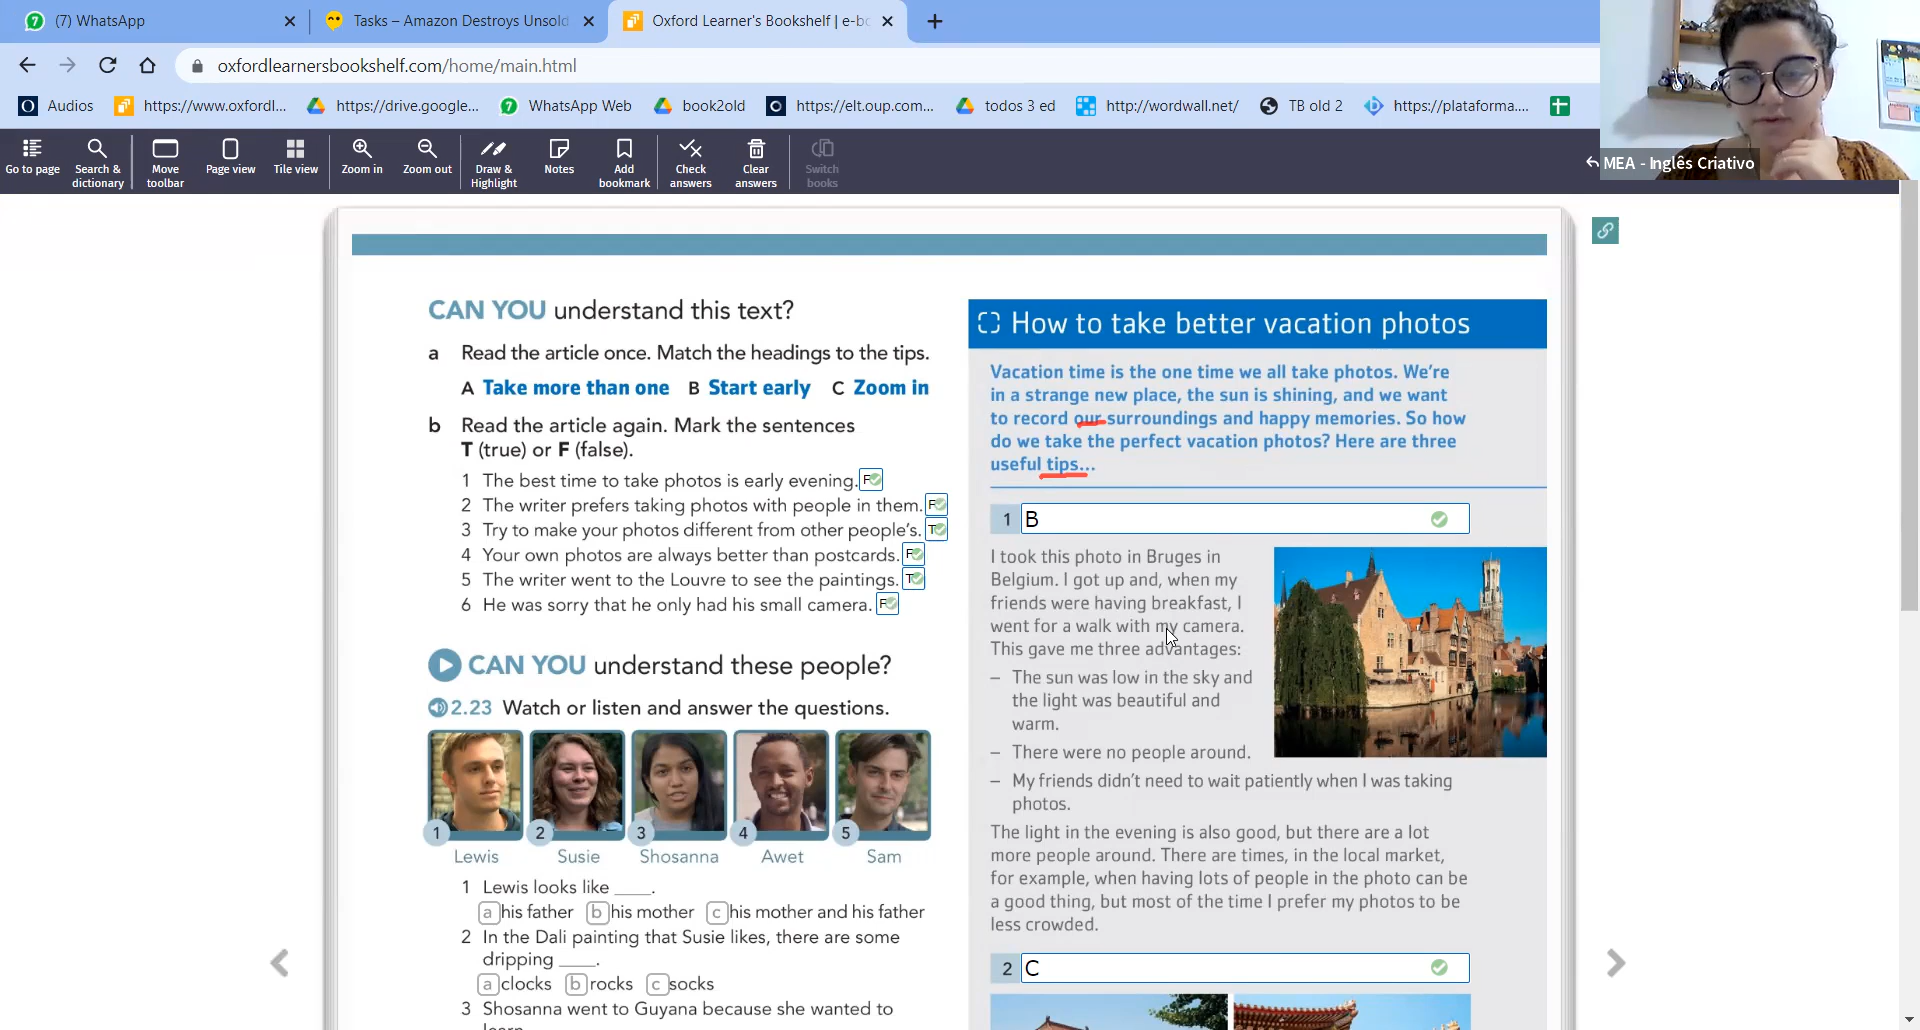 (7) WhatsApp
Tasks – Amazon Destroys Unsold
Oxford Learner's Bookshelf | e-bo
oxfordlearnersbookshelf.com/home/main.html
Audios https://www.oxfordl... https://drive.google... WhatsApp Web book2old https://elt.oup.com... todos 3 ed http://wordwall.net/ TB old 2 https://plataforma....
Go to page
Search & dictionary
Move toolbar
Page view
Tile view
Zoom in
Zoom out
Draw & Highlight
Notes
Add bookmark
Check answers
Clear answers
Switch books
MEA - Inglês Criativo
CAN YOU understand this text?
a Read the article once. Match the headings to the tips.
A Take more than one B Start early C Zoom in
b Read the article again. Mark the sentences
T (true) or F (false).
1 The best time to take photos is early evening. F
2 The writer prefers taking photos with people in them. F
3 Try to make your photos different from other people's. T
4 Your own photos are always better than postcards. F
5 The writer went to the Louvre to see the paintings. T
6 He was sorry that he only had his small camera. F
CAN YOU understand these people?
2.23 Watch or listen and answer the questions.
1 2 3 4 5
Lewis Susie Shosanna Awet Sam
1 Lewis looks like ____.
a his father b his mother c his mother and his father
2 In the Dali painting that Susie likes, there are some
dripping ____.
a clocks b rocks c socks
3 Shosanna went to Guyana because she wanted to
learn
How to take better vacation photos
Vacation time is the one time we all take photos. We're
in a strange new place, the sun is shining, and we want
to record our surroundings and happy memories. So how
do we take the perfect vacation photos? Here are three
useful tips...
1 B
I took this photo in Bruges in
Belgium. I got up and, when my
friends were having breakfast, I
went for a walk with my camera.
This gave me three advantages:
– The sun was low in the sky and
the light was beautiful and
warm.
– There were no people around.
– My friends didn't need to wait patiently when I was taking
photos.
The light in the evening is also good, but there are a lot
more people around. There are times, in the local market,
for example, when having lots of people in the photo can be
a good thing, but most of the time I prefer my photos to be
less crowded.
2 C